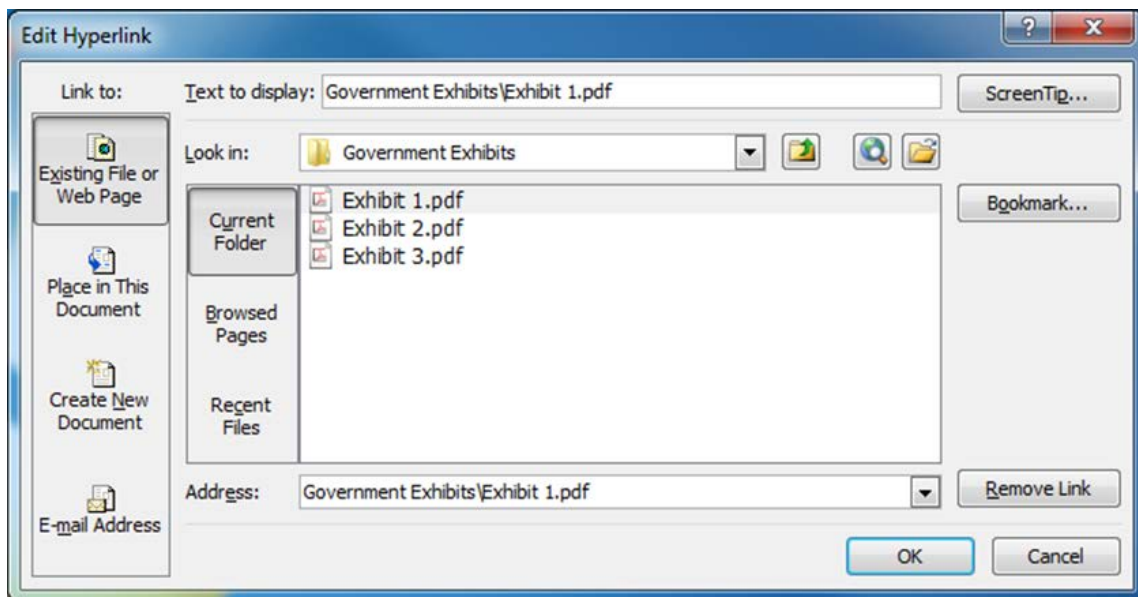 Edit Hyperlink
?
X
Link to:
Text to display:
Government Exhibits\Exhibit 1.pdf
ScreenTip...
Existing File or
Web Page
Look in:
Government Exhibits
Current
Folder
Exhibit 1.pdf
Exhibit 2.pdf
Exhibit 3.pdf
Bookmark...
Place in This
Document
Browsed
Pages
Create New
Document
Recent
Files
E-mail Address
Address:
Government Exhibits\Exhibit 1.pdf
Remove Link
OK
Cancel